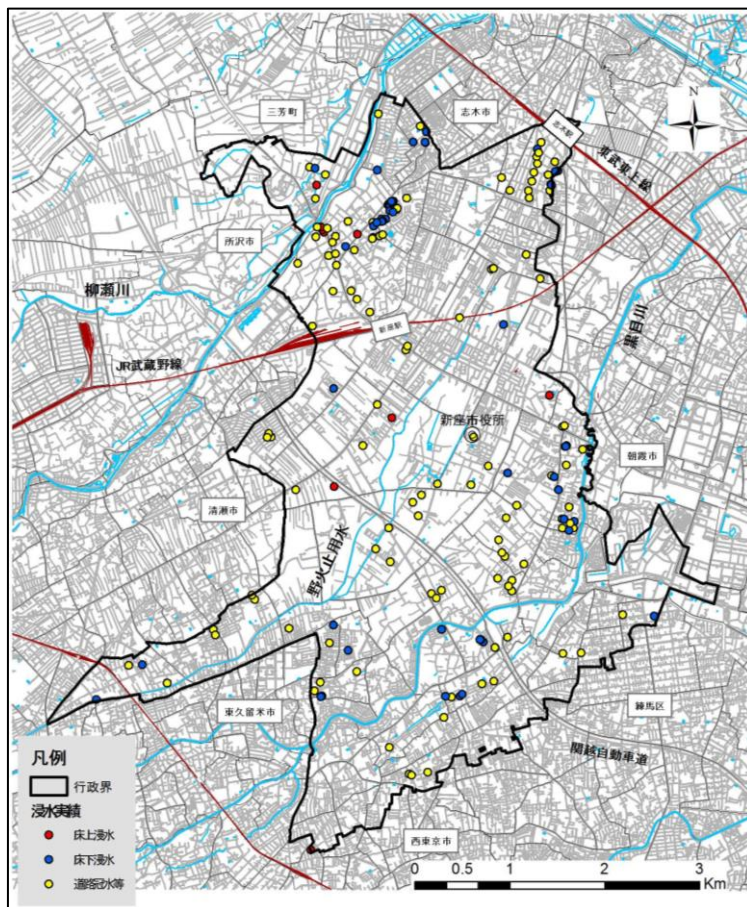 三芳町
志木市
N
志木駅
東武東上線
所沢市
柳瀬川
黒目川
新座駅
JR武蔵野線
新座市役所
朝霞市
清瀬市
野火止用水
東久留米市
練馬区
関越自動車道
西東京市
凡例
行政界
浸水実績
床上浸水
床下浸水
道路冠水等
0 0.5 1 2 3
Km